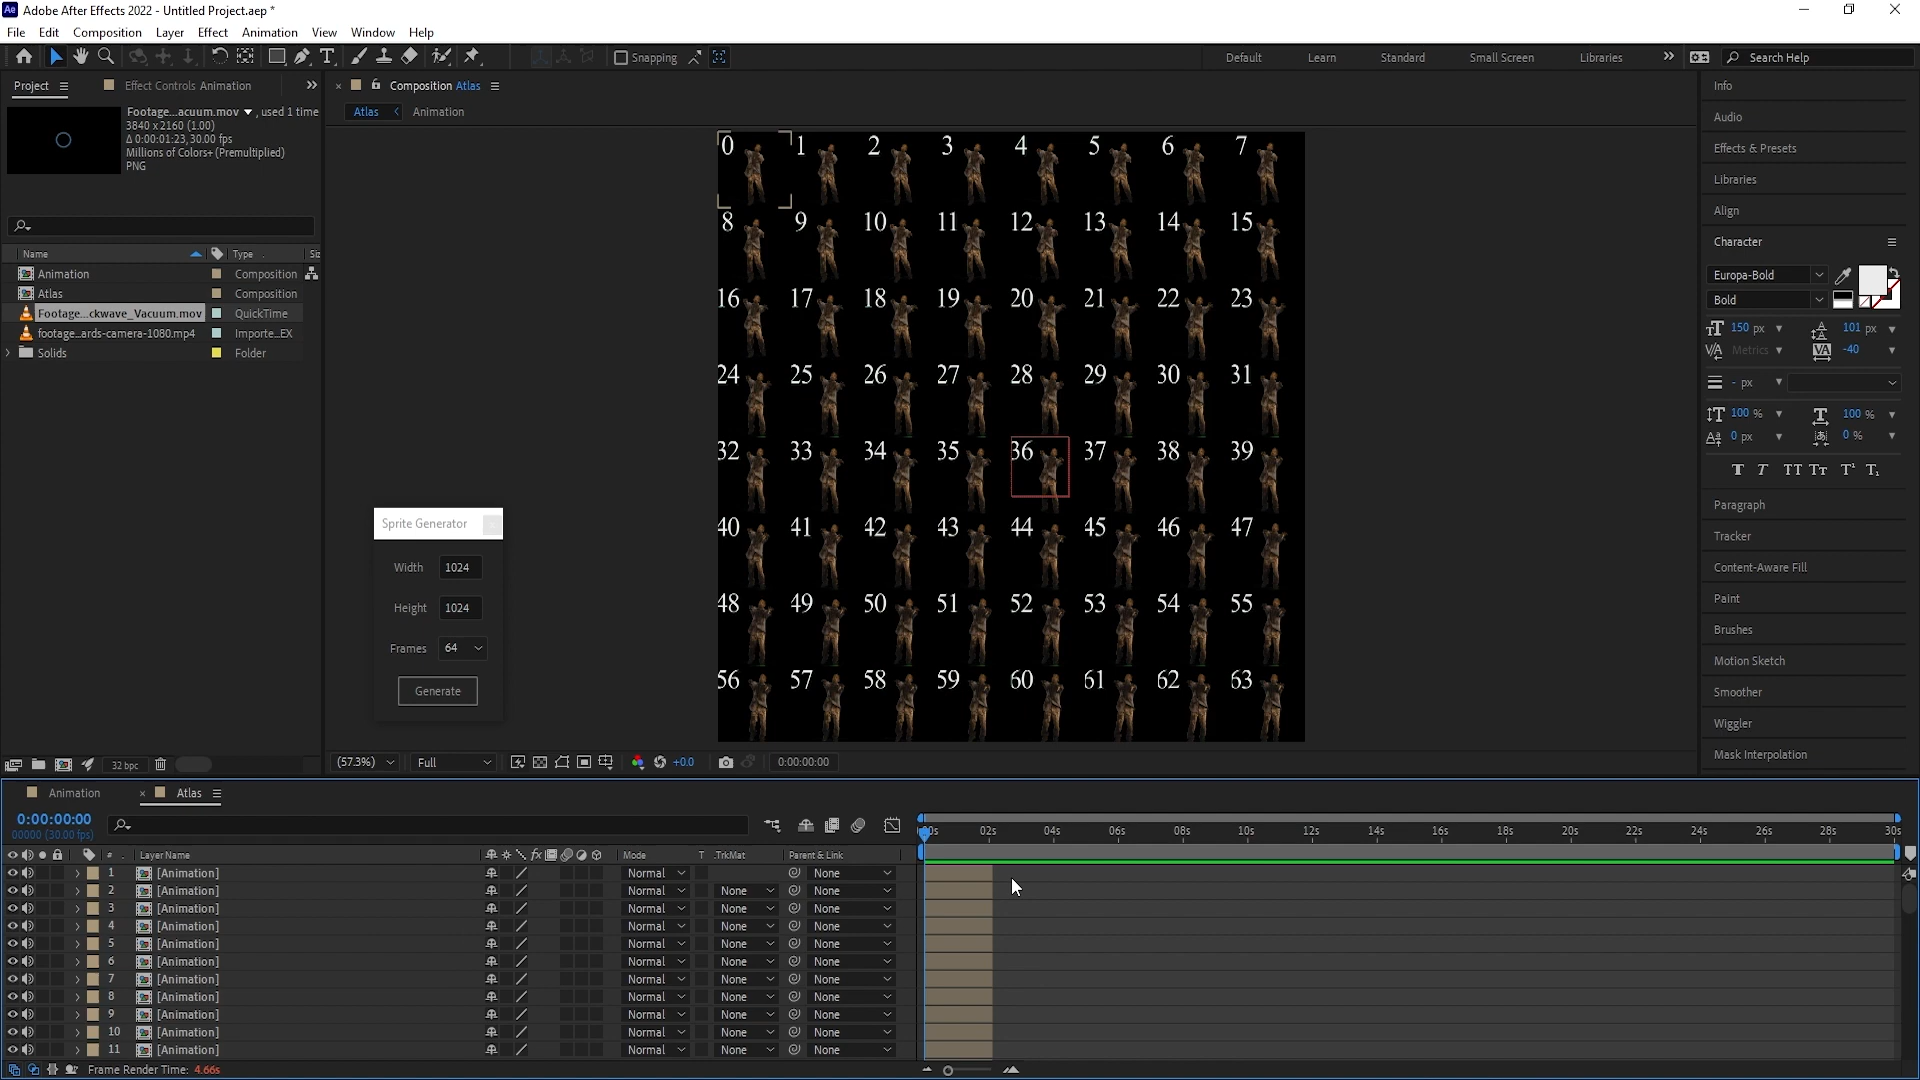 Ae Adobe After Effects 2022 - Untitled Project.aep *
File Edit Composition Layer Effect Animation View Window Help
Snapping Default Learn Standard Small Screen Libraries Search Help
Project Effect Controls Animation
Footage...acuum.mov , used 1 time
3840 x 2160 (1.00)
Δ 0:00:01:23, 30.00 fps
Millions of Colors+ (Premultiplied)
PNG
Name Type Siz
Animation Composition
Atlas Composition
Footage...ckwave_Vacuum.mov QuickTime
footage...ards-camera-1080.mp4 Importe...EX
Solids Folder
32 bpc
Composition Atlas
Atlas Animation
0 1 2 3 4 5 6 7
8 9 10 11 12 13 14 15
16 17 18 19 20 21 22 23
24 25 26 27 28 29 30 31
32 33 34 35 36 37 38 39
40 41 42 43 44 45 46 47
48 49 50 51 52 53 54 55
56 57 58 59 60 61 62 63
Sprite Generator
Width 1024
Height 1024
Frames 64
Generate
(57.3%) Full +0.0 0:00:00:00
Info
Audio
Effects & Presets
Libraries
Align
Character
Europa-Bold
Bold
150 px 101 px
Metrics -40
- px
100 % 100 %
0 px 0 %
T T TT Tt T¹ T₁
Paragraph
Tracker
Content-Aware Fill
Paint
Brushes
Motion Sketch
Smoother
Wiggler
Mask Interpolation
Animation Atlas
0:00:00:00
00000 (30.00 fps)
02s 04s 06s 08s 10s 12s 14s 16s 18s 20s 22s 24s 26s 28s 30s
# Layer Name fx Mode T .TrkMat Parent & Link
1 [Animation] Normal None
2 [Animation] Normal None None
3 [Animation] Normal None None
4 [Animation] Normal None None
5 [Animation] Normal None None
6 [Animation] Normal None None
7 [Animation] Normal None None
8 [Animation] Normal None None
9 [Animation] Normal None None
10 [Animation] Normal None None
11 [Animation] Normal None None
Frame Render Time: 4.66s